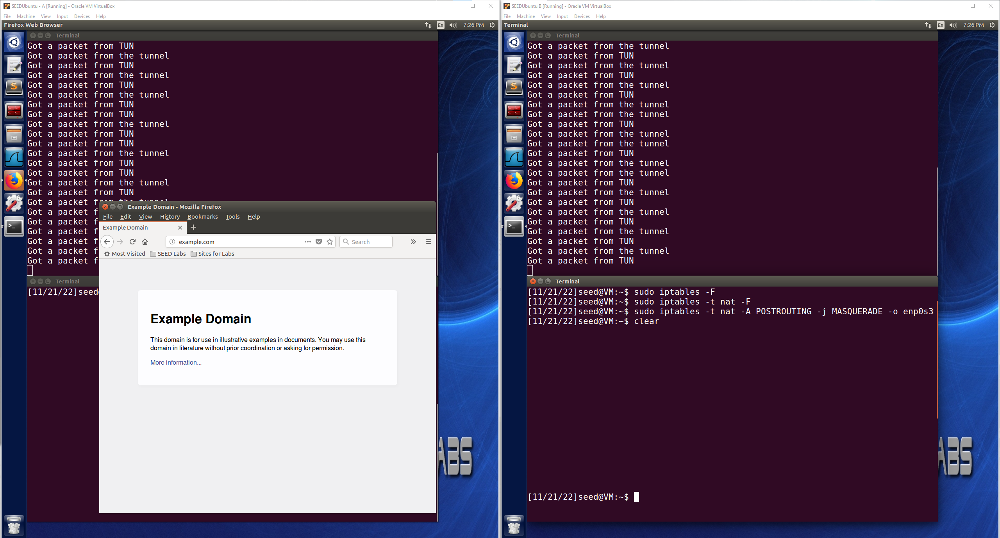 SEEDUbuntu - A [Running] - Oracle VM VirtualBox
File Machine View Input Devices Help
Firefox Web Browser
En 7:26 PM
Terminal
Got a packet from TUN
Got a packet from the tunnel
Got a packet from TUN
Got a packet from the tunnel
Got a packet from TUN
Got a packet from the tunnel
Got a packet from TUN
Got a packet from TUN
Got a packet from the tunnel
Got a packet from TUN
Got a packet from TUN
Got a packet from the tunnel
Got a packet from TUN
Got a packet from TUN
Got a packet from the tunnel
Got a packet from TUN
Got a packet from the tunnel
Got a packet f
Got a packet f
Got a packet f
Got a packet f
Got a packet f
Got a packet f
Example Domain - Mozilla Firefox
File Edit View History Bookmarks Tools Help
Example Domain
example.com
Search
Most Visited SEED Labs Sites for Labs
Example Domain
This domain is for use in illustrative examples in documents. You may use this
domain in literature without prior coordination or asking for permission.
More information...
Terminal
[11/21/22]seed@
ABS
SEEDUbuntu B [Running] - Oracle VM VirtualBox
File Machine View Input Devices Help
Terminal
En 7:26 PM
Terminal
Got a packet from the tunnel
Got a packet from TUN
Got a packet from the tunnel
Got a packet from TUN
Got a packet from the tunnel
Got a packet from TUN
Got a packet from the tunnel
Got a packet from the tunnel
Got a packet from TUN
Got a packet from the tunnel
Got a packet from the tunnel
Got a packet from TUN
Got a packet from the tunnel
Got a packet from the tunnel
Got a packet from TUN
Got a packet from the tunnel
Got a packet from TUN
Got a packet from the tunnel
Got a packet from TUN
Got a packet from the tunnel
Got a packet from TUN
Got a packet from the tunnel
Got a packet from TUN
Terminal
[11/21/22]seed@VM:~$ sudo iptables -F
[11/21/22]seed@VM:~$ sudo iptables -t nat -F
[11/21/22]seed@VM:~$ sudo iptables -t nat -A POSTROUTING -j MASQUERADE -o enp0s3
[11/21/22]seed@VM:~$ clear
[11/21/22]seed@VM:~$
ABS